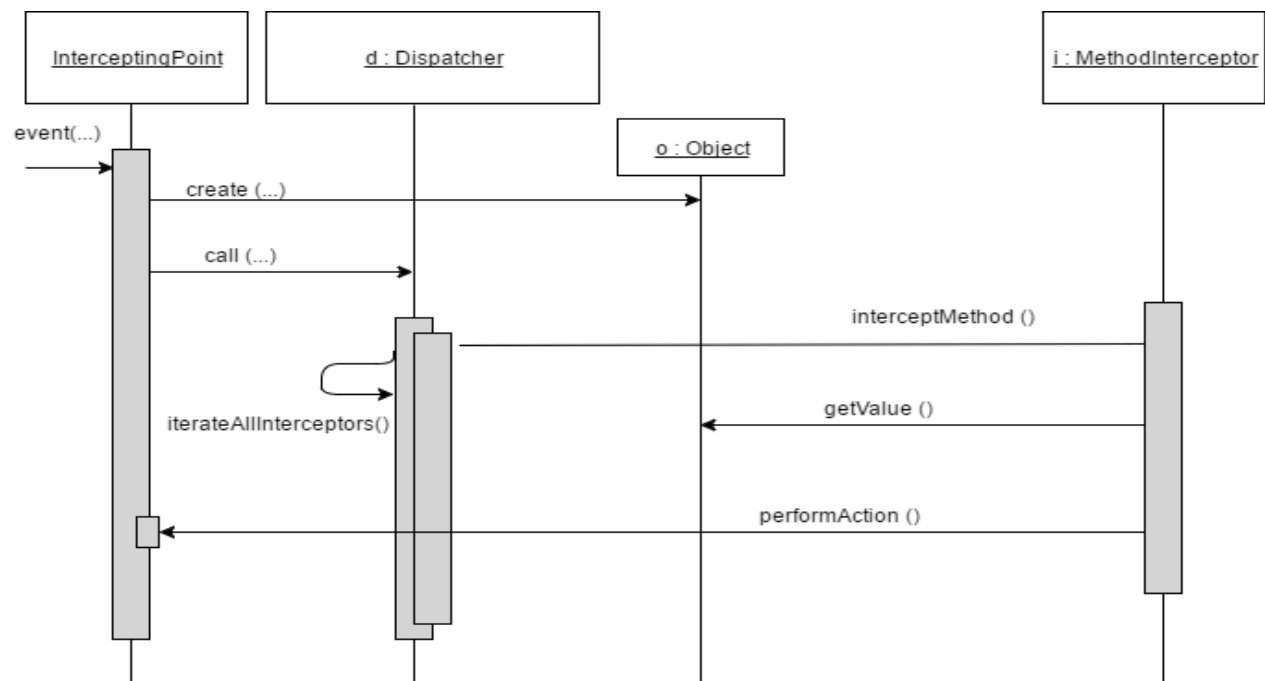 InterceptingPoint
d : Dispatcher
i : MethodInterceptor
event(...)
o : Object
create (...)
call (...)
interceptMethod ()
getValue ()
iterateAllInterceptors()
performAction ()